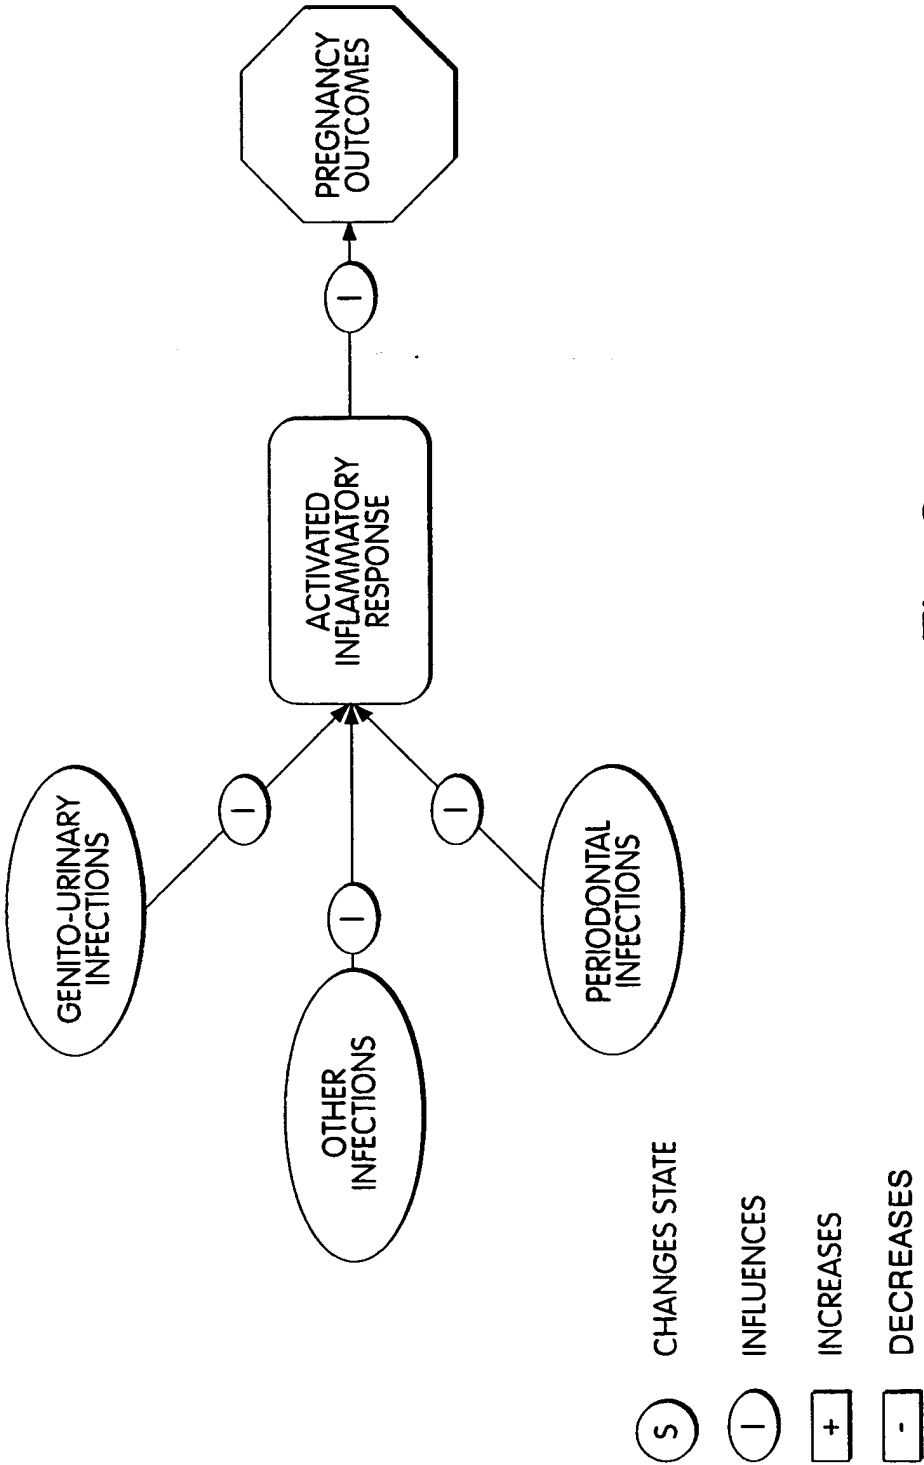 GENITO-URINARY
INFECTIONS
I
OTHER
INFECTIONS
I
PERIODONTAL
INFECTIONS
I
ACTIVATED
INFLAMMATORY
RESPONSE
I
PREGNANCY
OUTCOMES
S CHANGES STATE
I INFLUENCES
+ INCREASES
- DECREASES